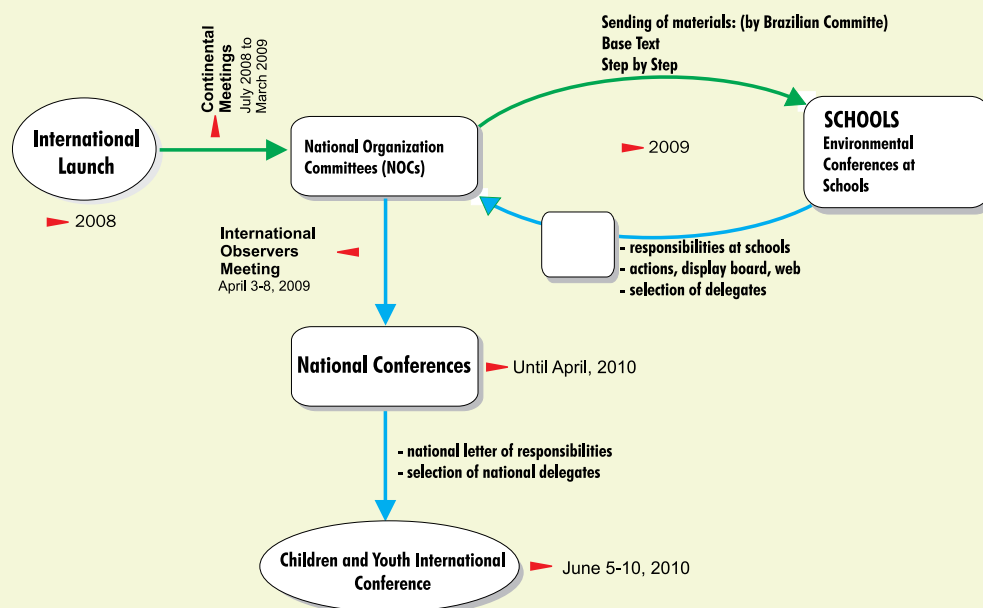 International
Launch
2008
Continental
Meetings
July 2008 to
March 2009
National Organization
Committees (NOCs)
Sending of materials: (by Brazilian Committe)
Base Text
Step by Step
2009
SCHOOLS
Environmental
Conferences at
Schools
- responsibilities at schools
- actions, display board, web
- selection of delegates
International
Observers
Meeting
April 3-8, 2009
National Conferences
Until April, 2010
- national letter of responsibilities
- selection of national delegates
Children and Youth International
Conference
June 5-10, 2010